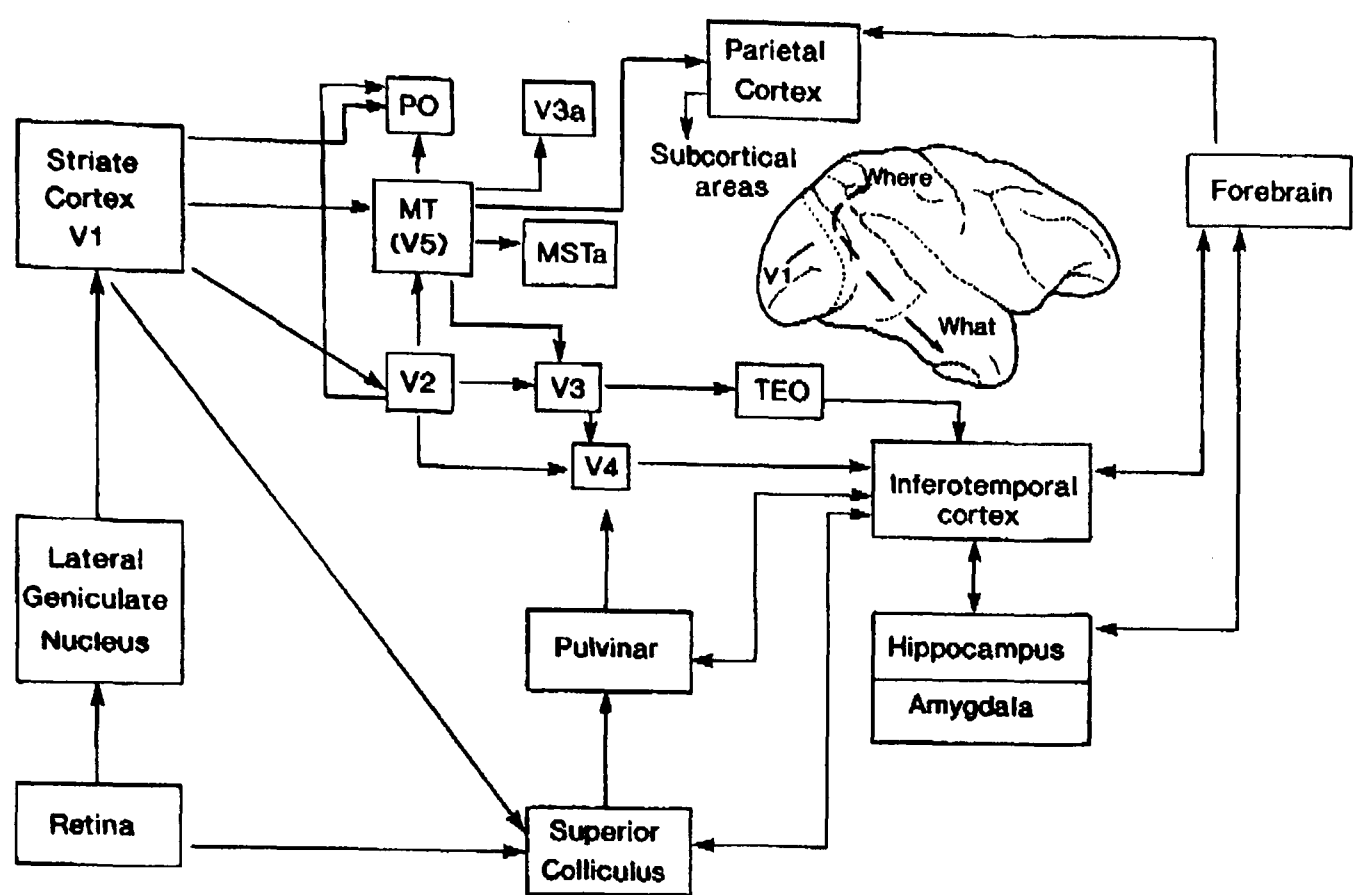 Parietal
Cortex
PO
V3a
Striate
Cortex
V1
Subcortical
areas
Where
Forebrain
MT
(V5)
MSTa
V1
What
V2
V3
TEO
V4
Inferotemporal
cortex
Lateral
Geniculate
Nucleus
Pulvinar
Hippocampus
Amygdala
Retina
Superior
Colliculus